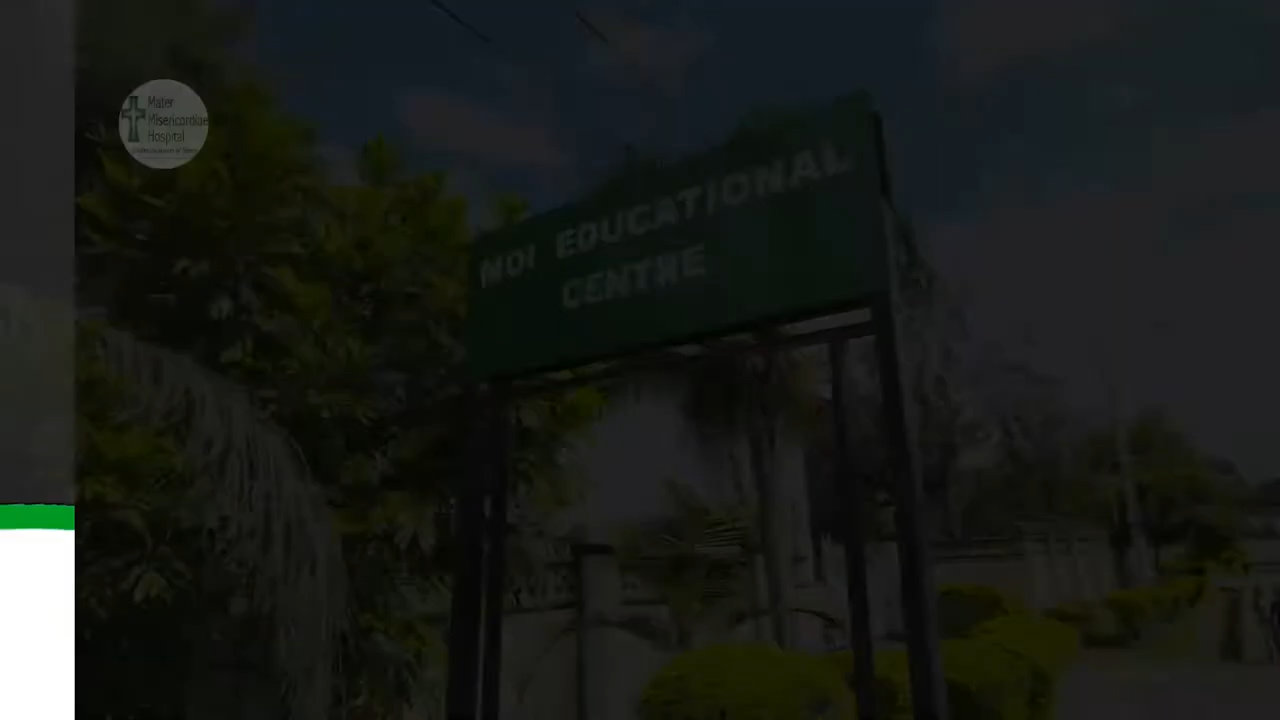 Mater
Misericordiae
Hospital
MOI EDUCATIONAL
CENTRE